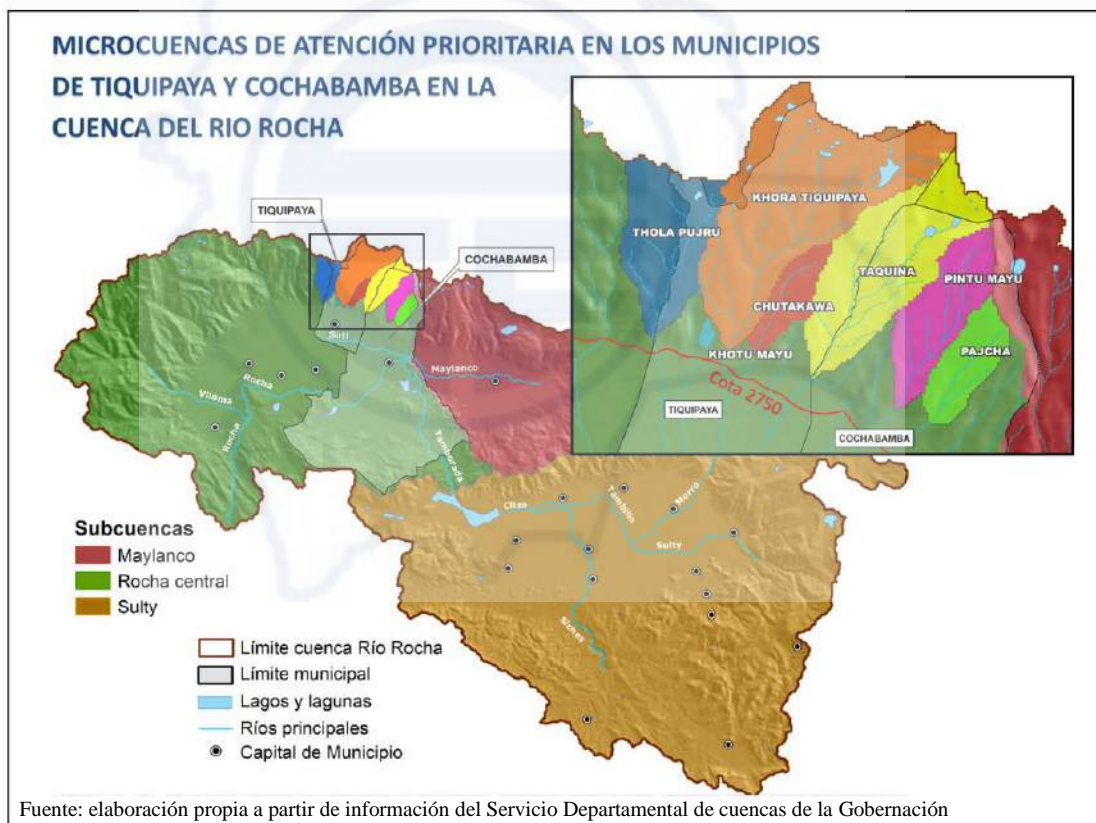 MICROCUENCAS DE ATENCIÓN PRIORITARIA EN LOS MUNICIPIOS
DE TIQUIPAYA Y COCHABAMBA EN LA
CUENCA DEL RIO ROCHA
KHORA TIQUIPAYA
THOLA PUJRU
TAQUINA
PINTU MAYU
CHUTAKAWA
KHOTU MAYU
PAJCHA
Cota 2750
TIQUIPAYA
COCHABAMBA
TIQUIPAYA
COCHABAMBA
Maylanco
Rocha
Viloma
Rocha
Tamborada
Cliza
Tambillo
Morro
Sulty
Siches
Subcuencas
Maylanco
Rocha central
Sulty
Límite cuenca Río Rocha
Límite municipal
Lagos y lagunas
Ríos principales
Capital de Municipio
Fuente: elaboración propia a partir de información del Servicio Departamental de cuencas de la Gobernación